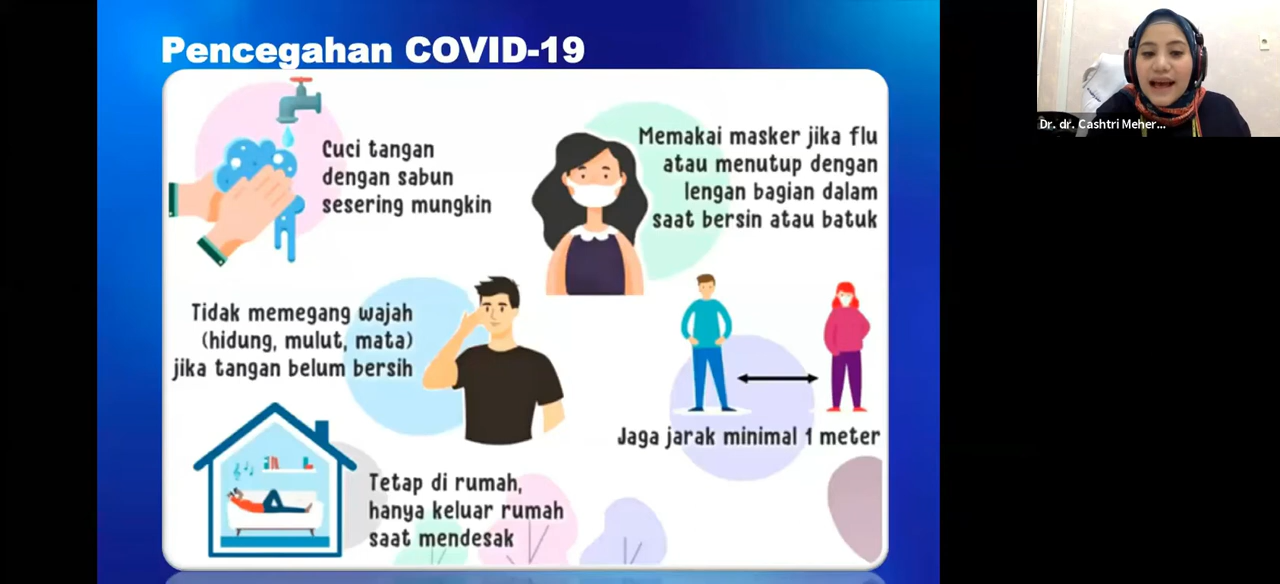 Pencegahan COVID-19
Cuci tangan
dengan sabun
sesering mungkin
Memakai masker jika flu
atau menutup dengan
lengan bagian dalam
saat bersin atau batuk
Tidak memegang wajah
(hidung, mulut, mata)
jika tangan belum bersih
Jaga jarak minimal 1 meter
Tetap di rumah,
hanya keluar rumah
saat mendesak
Dr. dr. Cashtri Meher...